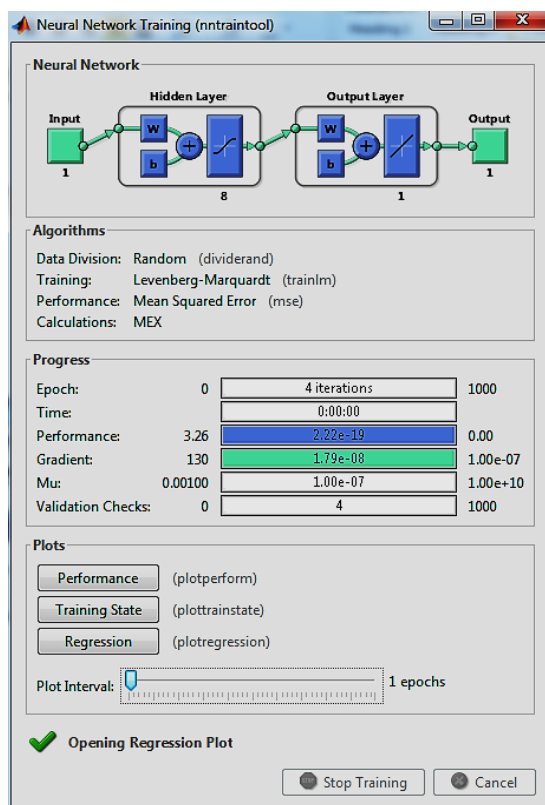 Neural Network Training (nntraintool)
Neural Network
Hidden Layer
Output Layer
Input
Output
W
b
+
W
b
+
1
8
1
1
Algorithms
Data Division: Random (dividerand)
Training: Levenberg-Marquardt (trainlm)
Performance: Mean Squared Error (mse)
Calculations: MEX
Progress
Epoch: 0 4 iterations 1000
Time: 0:00:00
Performance: 3.26 2.22e-19 0.00
Gradient: 130 1.79e-08 1.00e-07
Mu: 0.00100 1.00e-07 1.00e+10
Validation Checks: 0 4 1000
Plots
Performance (plotperform)
Training State (plottrainstate)
Regression (plotregression)
Plot Interval: 1 epochs
Opening Regression Plot
Stop Training Cancel